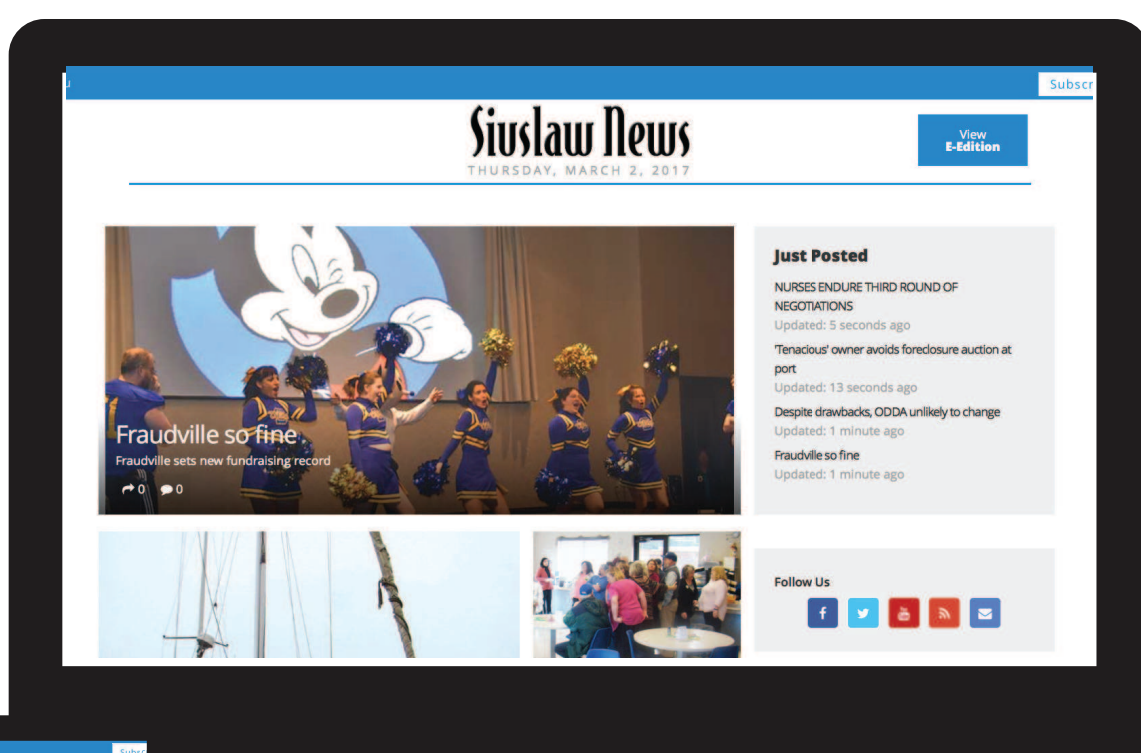 Subscr
Siuslaw News
THURSDAY, MARCH 2, 2017
View
E-Edition
Fraudville so fine
Fraudville sets new fundraising record
0 0
Just Posted
NURSES ENDURE THIRD ROUND OF
NEGOTIATIONS
Updated: 5 seconds ago
'Tenacious' owner avoids foreclosure auction at
port
Updated: 13 seconds ago
Despite drawbacks, ODDA unlikely to change
Updated: 1 minute ago
Fraudville so fine
Updated: 1 minute ago
Follow Us